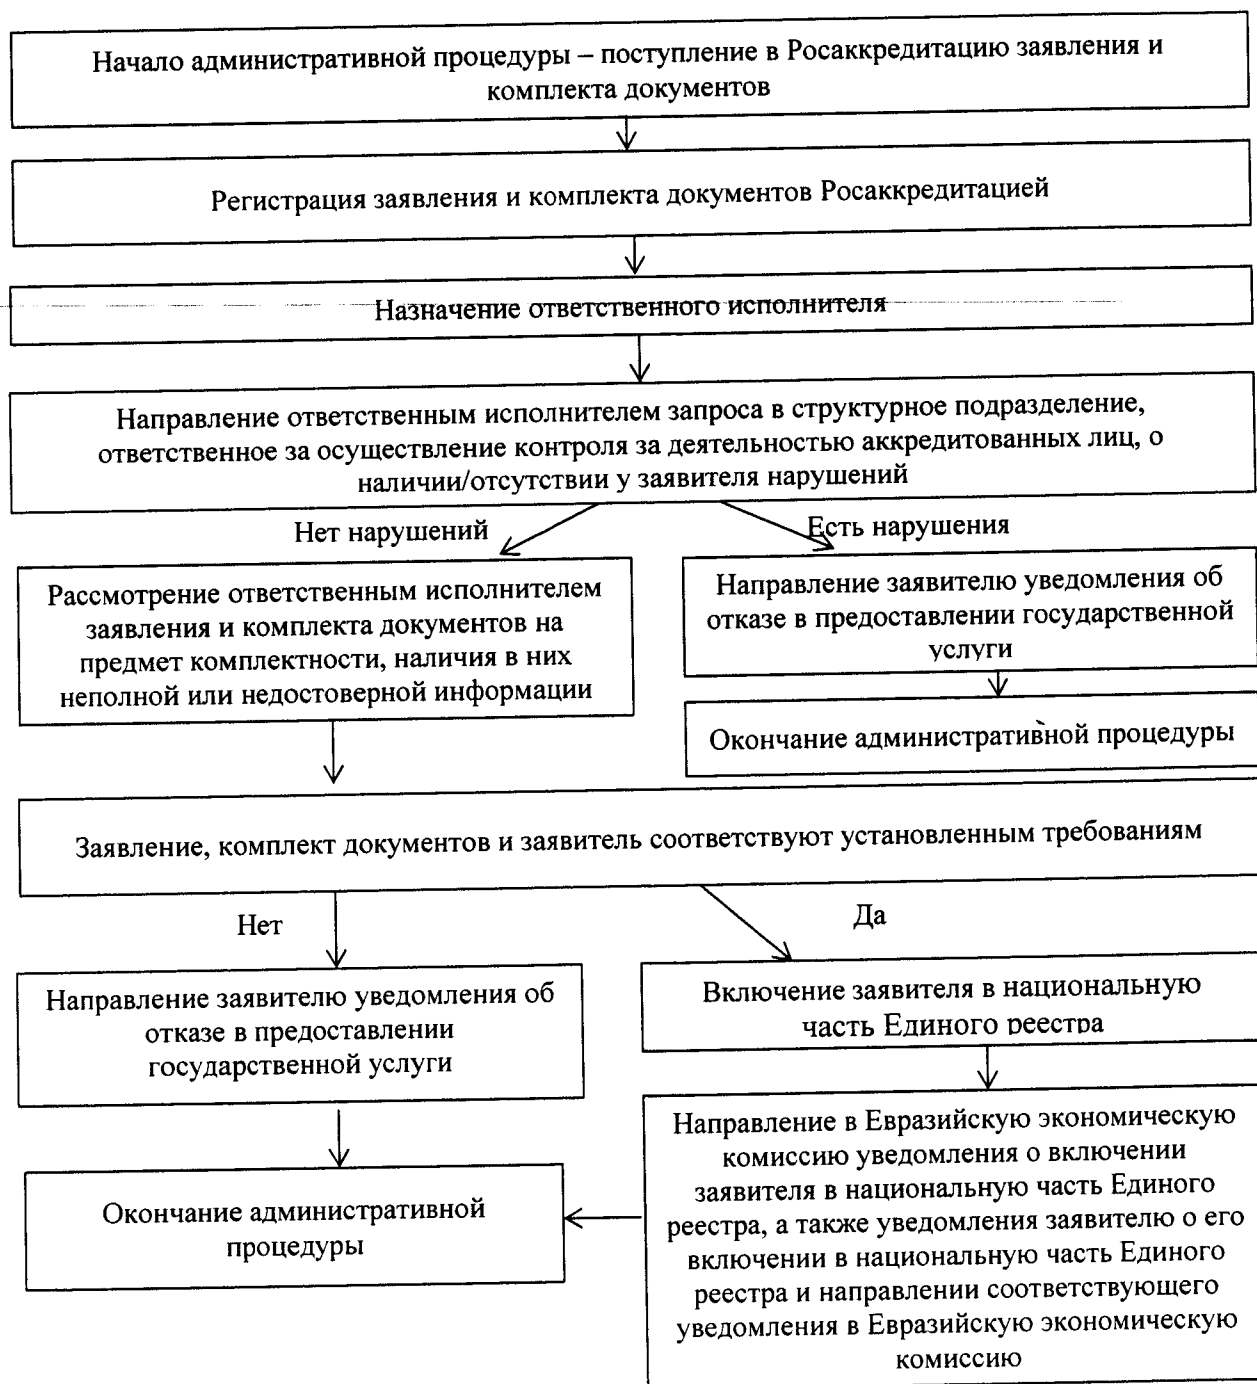 Начало административной процедуры – поступление в Росаккредитацию заявления и
комплекта документов
Регистрация заявления и комплекта документов Росаккредитацией
Назначение ответственного исполнителя
Направление ответственным исполнителем запроса в структурное подразделение,
ответственное за осуществление контроля за деятельностью аккредитованных лиц, о
наличии/отсутствии у заявителя нарушений
Нет нарушений
Есть нарушения
Рассмотрение ответственным исполнителем
заявления и комплекта документов на
предмет комплектности, наличия в них
неполной или недостоверной информации
Направление заявителю уведомления об
отказе в предоставлении государственной
услуги
Окончание административной процедуры
Заявление, комплект документов и заявитель соответствуют установленным требованиям
Нет
Да
Направление заявителю уведомления об
отказе в предоставлении
государственной услуги
Включение заявителя в национальную
часть Единого реестра
Окончание административной
процедуры
Направление в Евразийскую экономическую
комиссию уведомления о включении
заявителя в национальную часть Единого
реестра, а также уведомления заявителю о его
включении в национальную часть Единого
реестра и направлении соответствующего
уведомления в Евразийскую экономическую
комиссию